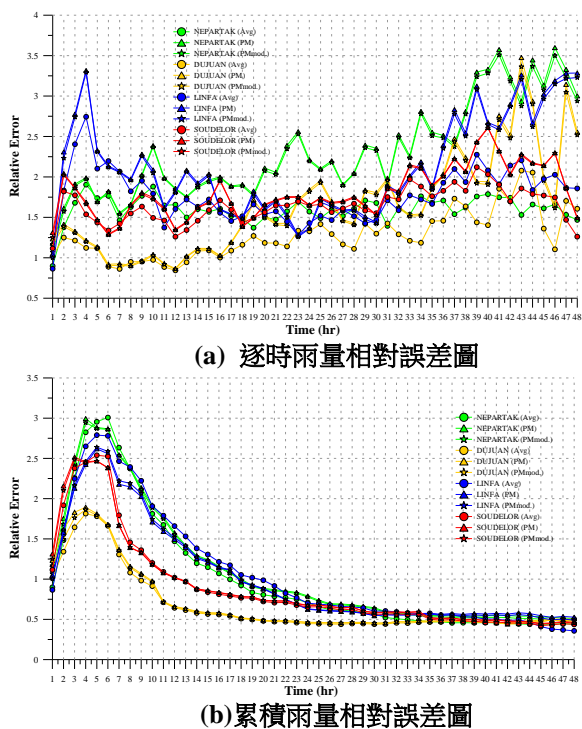 4
3.5
3
2.5
2
1.5
1
0.5
Relative Error
NEPARTAK (Avg)
NEPARTAK (PM)
NEPARTAK (PMmod.)
DUJUAN (Avg)
DUJUAN (PM)
DUJUAN (PMmod.)
LINFA (Avg)
LINFA (PM)
LINFA (PMmod.)
SOUDELOR (Avg)
SOUDELOR (PM)
SOUDELOR (PMmod.)
1 2 3 4 5 6 7 8 9 10 11 12 13 14 15 16 17 18 19 20 21 22 23 24 25 26 27 28 29 30 31 32 33 34 35 36 37 38 39 40 41 42 43 44 45 46 47 48
Time (hr)
(a) 逐時雨量相對誤差圖
3.5
3
2.5
2
1.5
1
0.5
0
Relative Error
NEPARTAK (Avg)
NEPARTAK (PM)
NEPARTAK (PMmod.)
DUJUAN (Avg)
DUJUAN (PM)
DUJUAN (PMmod.)
LINFA (Avg)
LINFA (PM)
LINFA (PMmod.)
SOUDELOR (Avg)
SOUDELOR (PM)
SOUDELOR (PMmod.)
1 2 3 4 5 6 7 8 9 10 11 12 13 14 15 16 17 18 19 20 21 22 23 24 25 26 27 28 29 30 31 32 33 34 35 36 37 38 39 40 41 42 43 44 45 46 47 48
Time (hr)
(b)累積雨量相對誤差圖